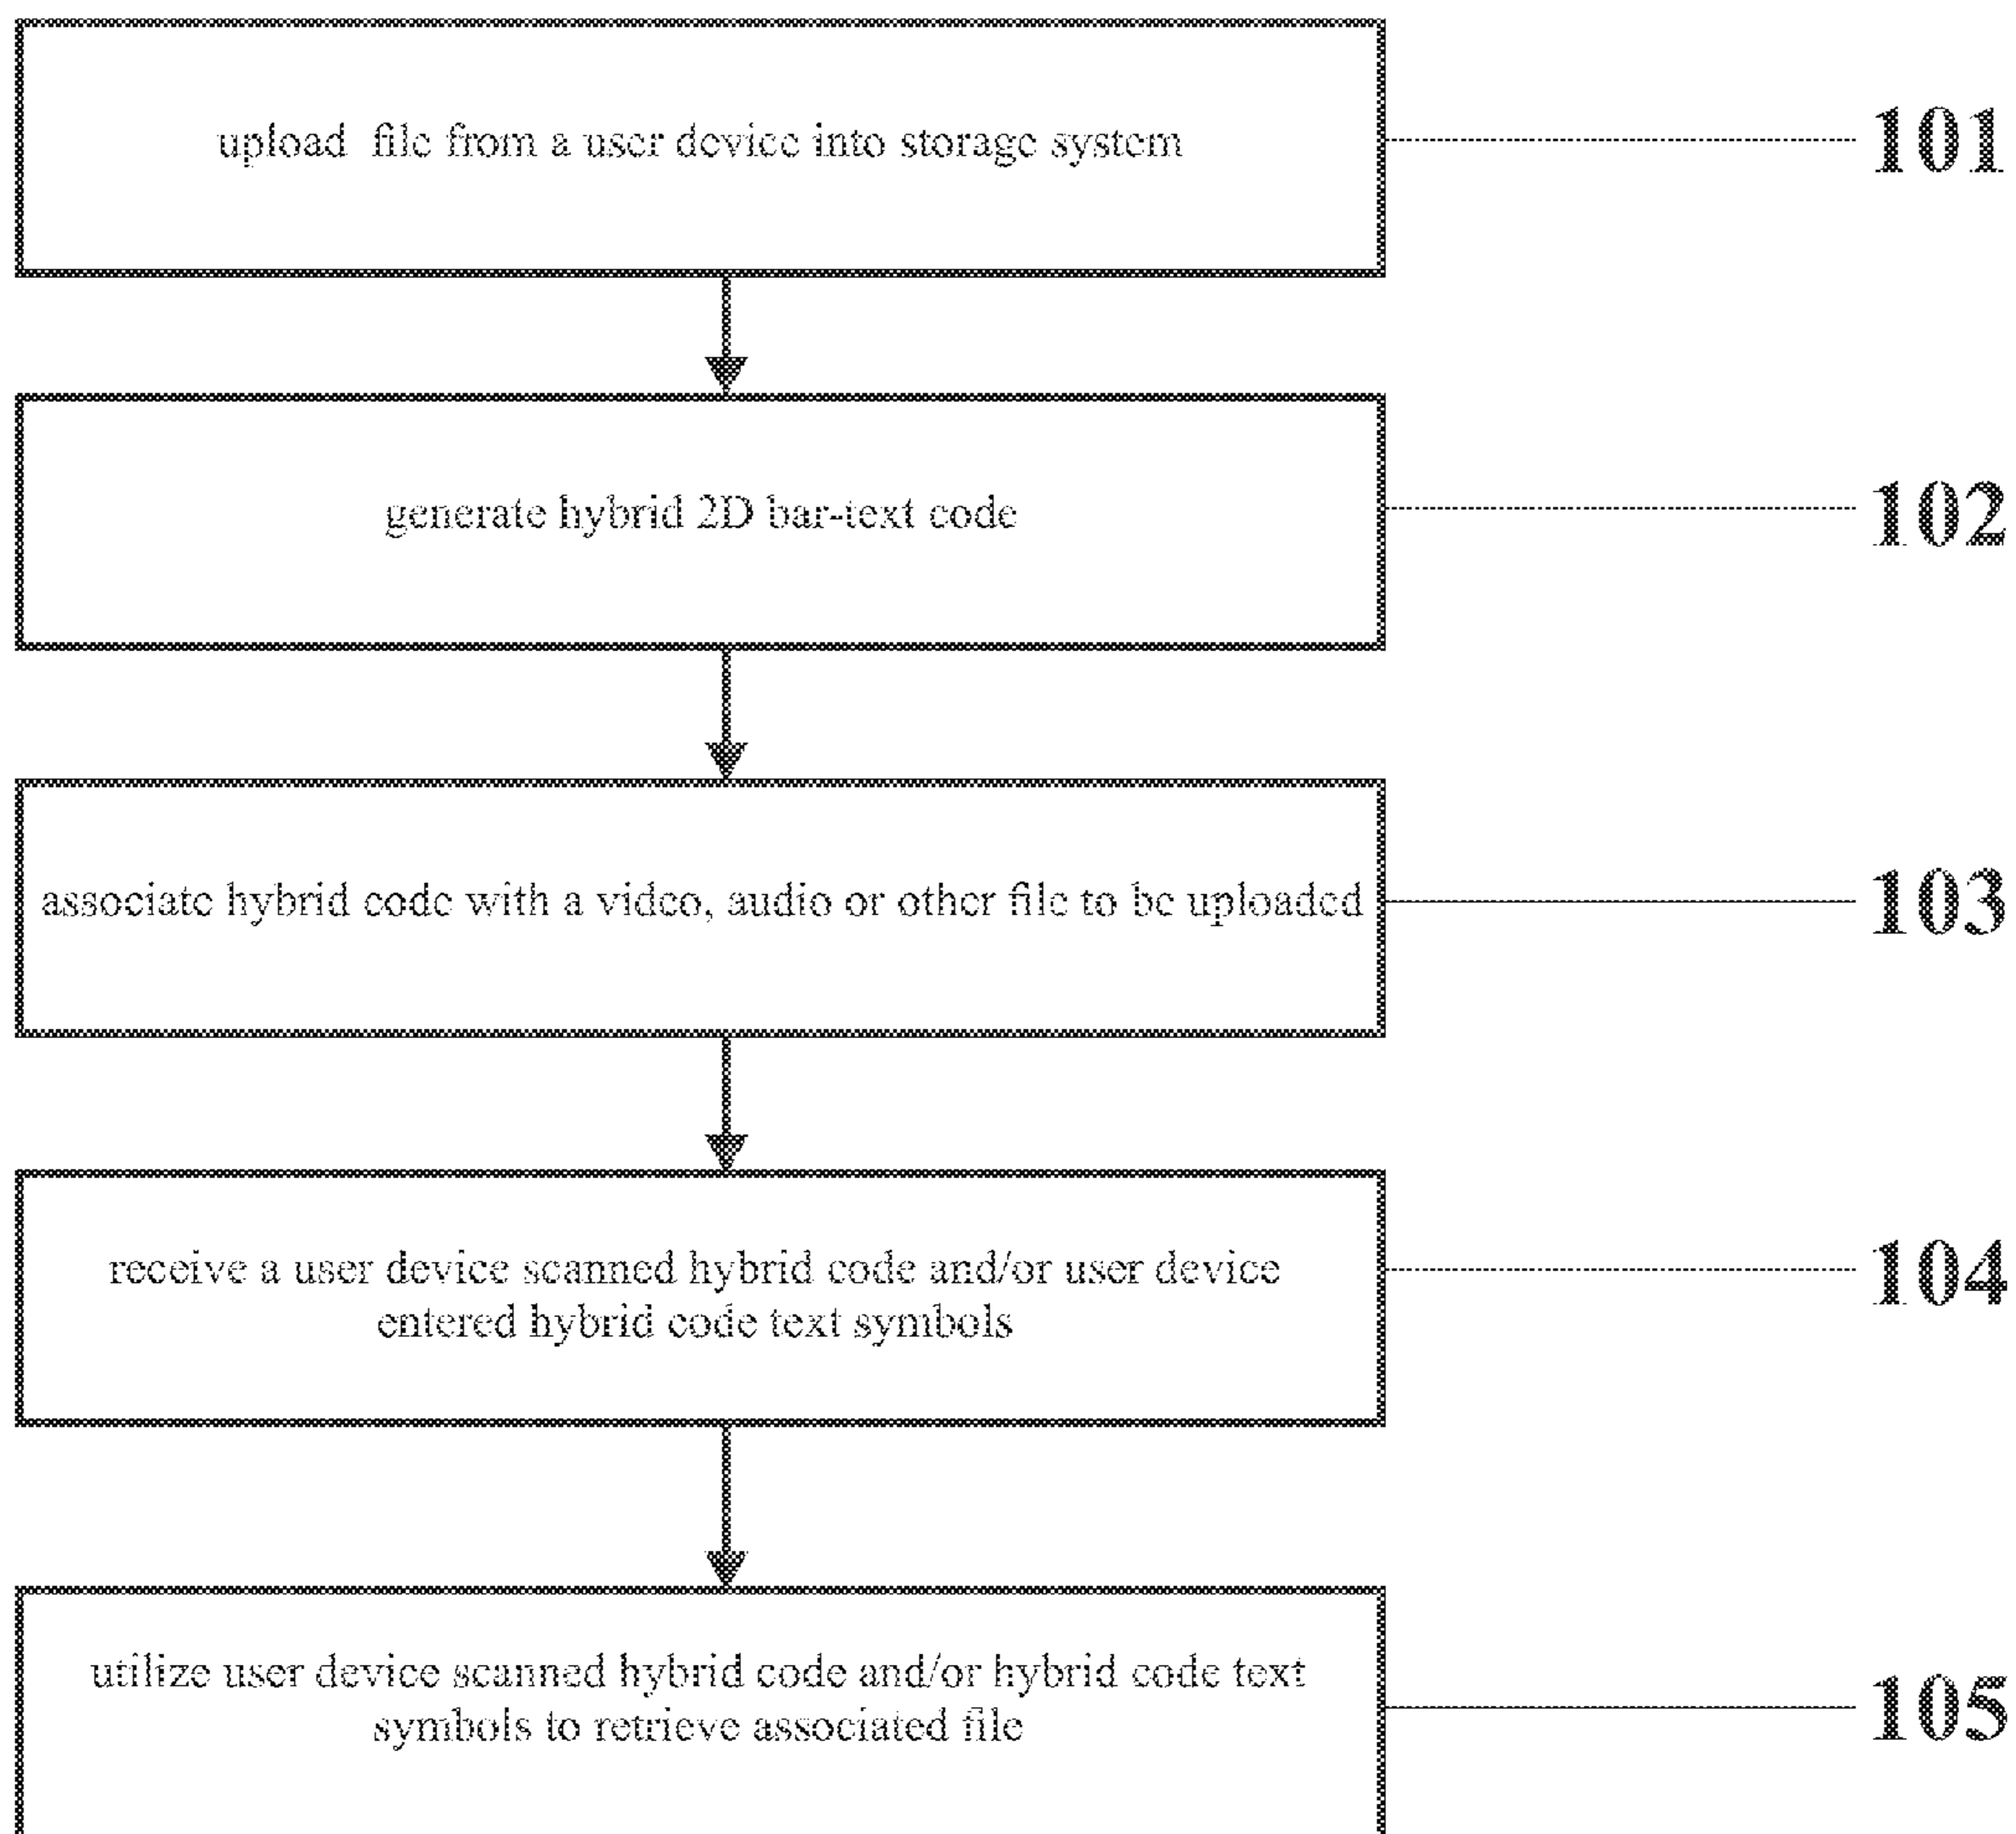 upload file from a user device into storage system
101
generate hybrid 2D bar-text code
102
associate hybrid code with a video, audio or other file to be uploaded
103
receive a user device scanned hybrid code and/or user device
entered hybrid code text symbols
104
utilize user device scanned hybrid code and/or hybrid code text
symbols to retrieve associated file
105